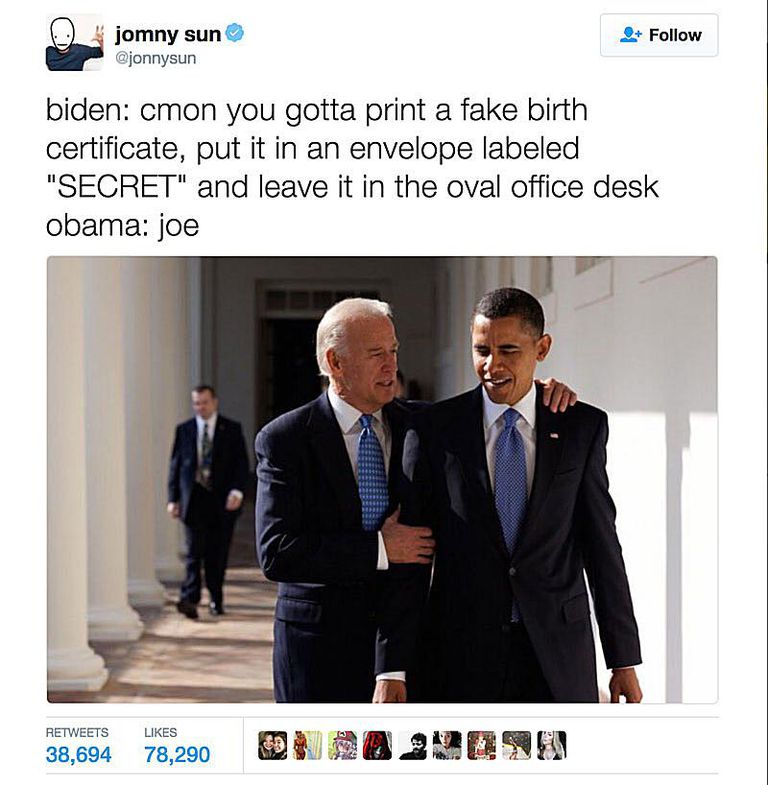 jomny sun
@jonnysun
Follow
biden: cmon you gotta print a fake birth
certificate, put it in an envelope labeled
"SECRET" and leave it in the oval office desk
obama: joe
RETWEETS
LIKES
38,694
78,290